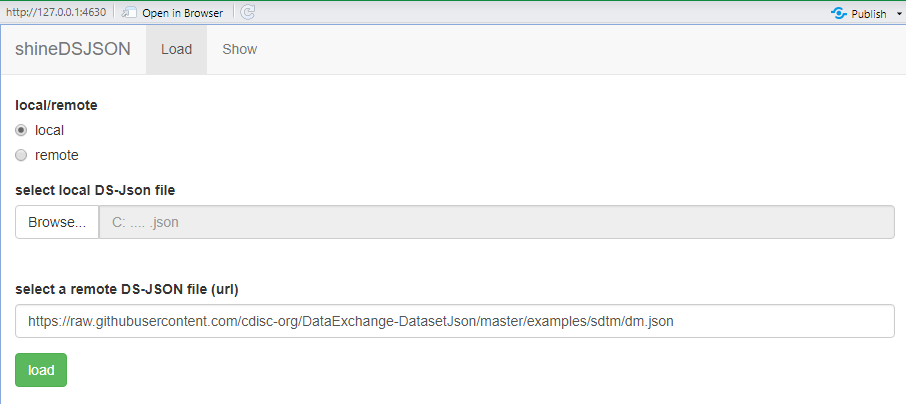 http://127.0.0.1:4630 Open in Browser Publish
shineDSJSON Load Show
local/remote
local
remote
select local DS-Json file
Browse... C: .... .json
select a remote DS-JSON file (url)
https://raw.githubusercontent.com/cdisc-org/DataExchange-DatasetJson/master/examples/sdtm/dm.json
load